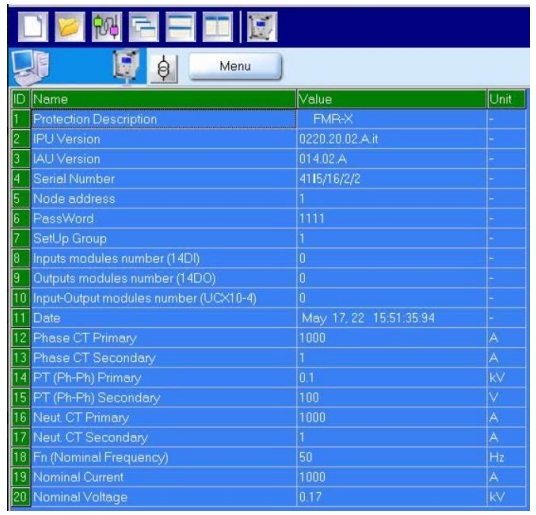 Menu
ID Name Value Unit
1 Protection Description FMR-X -
2 IPU Version 0220.20.02.A.it -
3 IAU Version 014.02.A -
4 Serial Number 41I5/16/2/2 -
5 Node address 1 -
6 PassWord 1111 -
7 SetUp Group 1 -
8 Inputs modules number (14DI) 0 -
9 Outputs modules number (14DO) 0 -
10 Input-Output modules number (UCX10-4) 0 -
11 Date May 17, 22 15:51:35:94 -
12 Phase CT Primary 1000 A
13 Phase CT Secondary 1 A
14 PT (Ph-Ph) Primary 0.1 kV
15 PT (Ph-Ph) Secondary 100 V
16 Neut. CT Primary 1000 A
17 Neut. CT Secondary 1 A
18 Fn (Nominal Frequency) 50 Hz
19 Nominal Current 1000 A
20 Nominal Voltage 0.17 kV